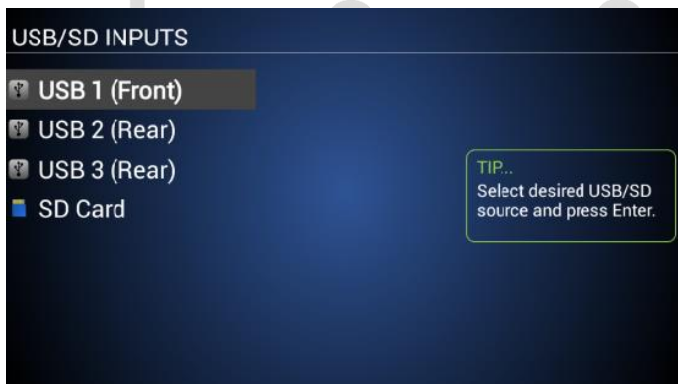 USB/SD INPUTS
USB 1 (Front)
USB 2 (Rear)
USB 3 (Rear)
SD Card
TIP...
Select desired USB/SD
source and press Enter.